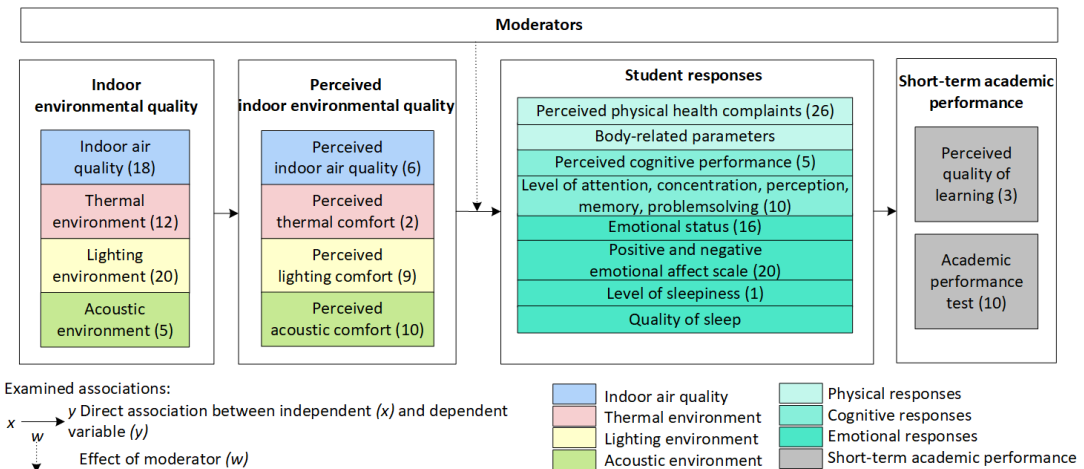 Moderators
Indoor
environmental quality
Indoor air
quality (18)
Thermal
environment (12)
Lighting
environment (20)
Acoustic
environment (5)
Perceived
indoor environmental quality
Perceived
indoor air quality (6)
Perceived
thermal comfort (2)
Perceived
lighting comfort (9)
Perceived
acoustic comfort (10)
Student responses
Perceived physical health complaints (26)
Body-related parameters
Perceived cognitive performance (5)
Level of attention, concentration, perception,
memory, problemsolving (10)
Emotional status (16)
Positive and negative
emotional affect scale (20)
Level of sleepiness (1)
Quality of sleep
Short-term academic
performance
Perceived
quality of
learning (3)
Academic
performance
test (10)
Examined associations:
x
y Direct association between independent (x) and dependent
variable (y)
w
Effect of moderator (w)
Indoor air quality
Thermal environment
Lighting environment
Acoustic environment
Physical responses
Cognitive responses
Emotional responses
Short-term academic performance